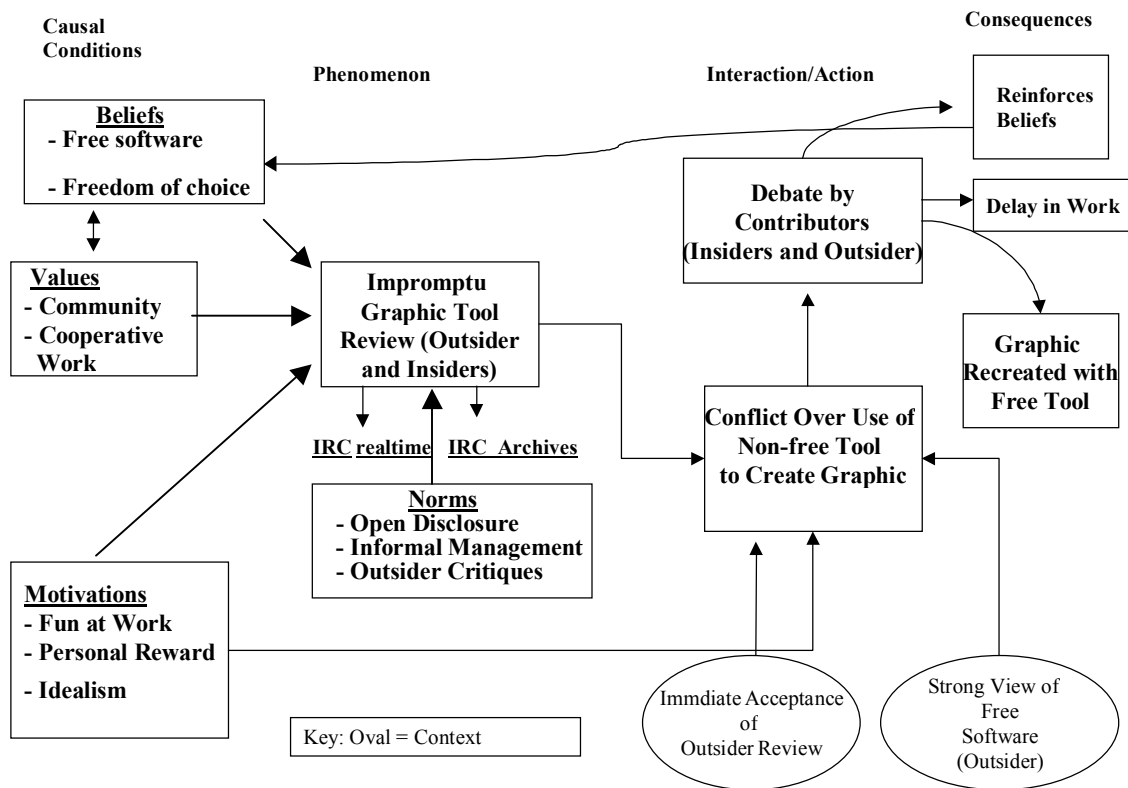 Causal
Conditions
Phenomenon
Interaction/Action
Consequences
Beliefs
- Free software
- Freedom of choice
Values
- Community
- Cooperative
Work
Motivations
- Fun at Work
- Personal Reward
- Idealism
Impromptu
Graphic Tool
Review (Outsider
and Insiders)
IRC realtime
IRC Archives
Norms
- Open Disclosure
- Informal Management
- Outsider Critiques
Debate by
Contributors
(Insiders and Outsider)
Conflict Over Use of
Non-free Tool
to Create Graphic
Reinforces
Beliefs
Delay in Work
Graphic
Recreated with
Free Tool
Immdiate Acceptance
of
Outsider Review
Strong View of
Free
Software
(Outsider)
Key: Oval = Context